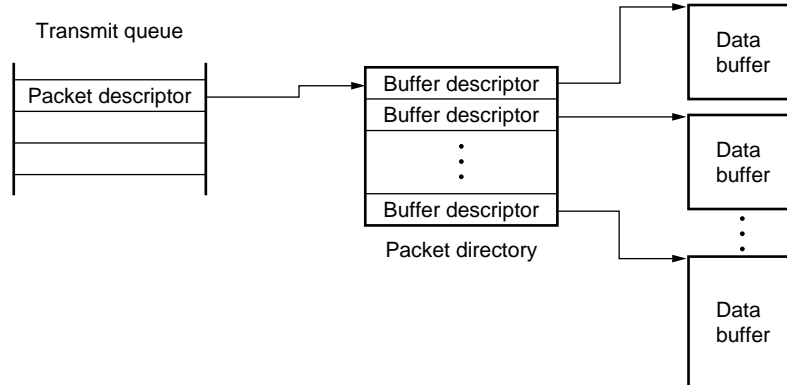 Transmit queue
Packet descriptor
Buffer descriptor
Buffer descriptor
Buffer descriptor
Packet directory
Data
buffer
Data
buffer
Data
buffer